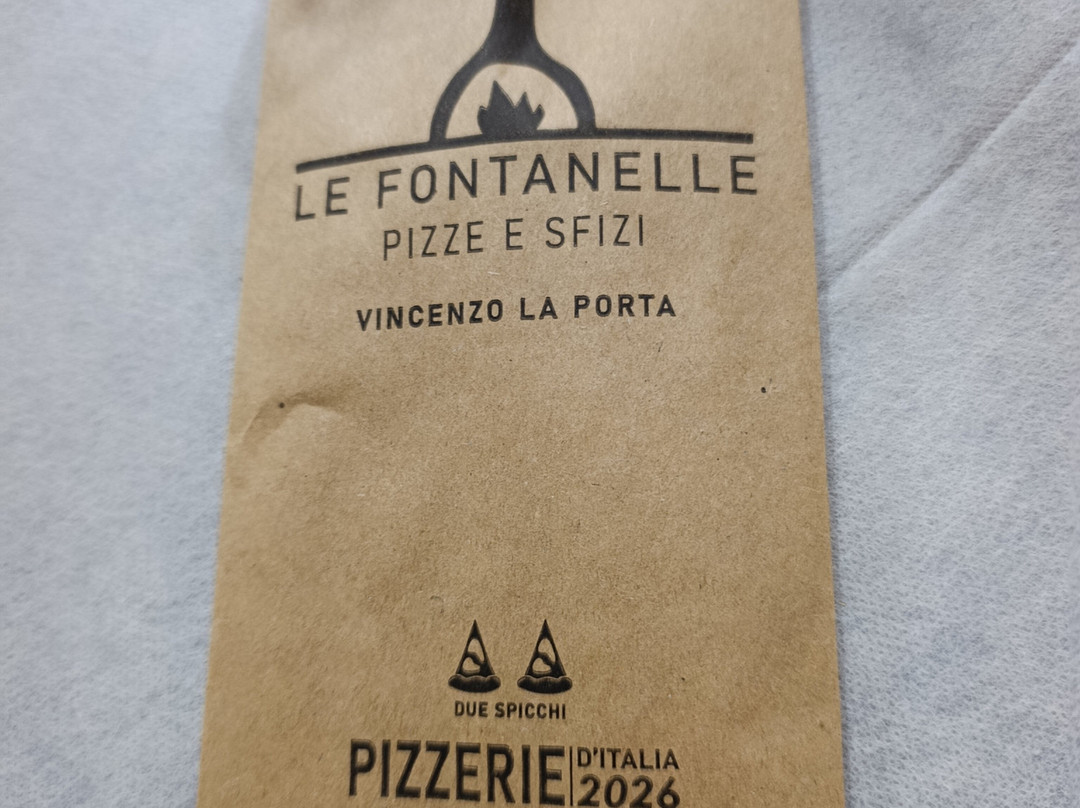 LE FONTANELLE
PIZZE E SFIZI
VINCENZO LA PORTA
DUE SPICCHI
PIZZERIE D'ITALIA
2026